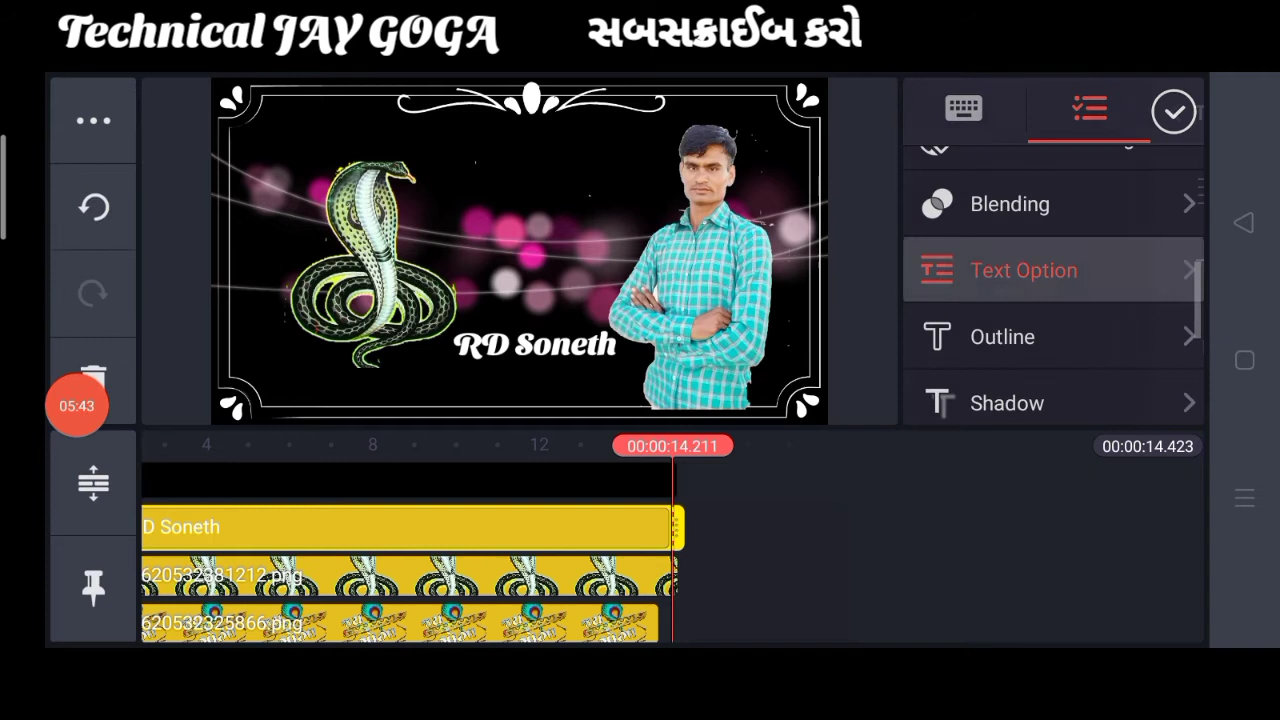 Technical JAY GOGA સબસક્રાઈબ કરો
RD Soneth
Blending
Text Option
Outline
Shadow
05:43
4 8 12
00:00:14.211
00:00:14.423
D Soneth
620532381212.png
620532325866.png